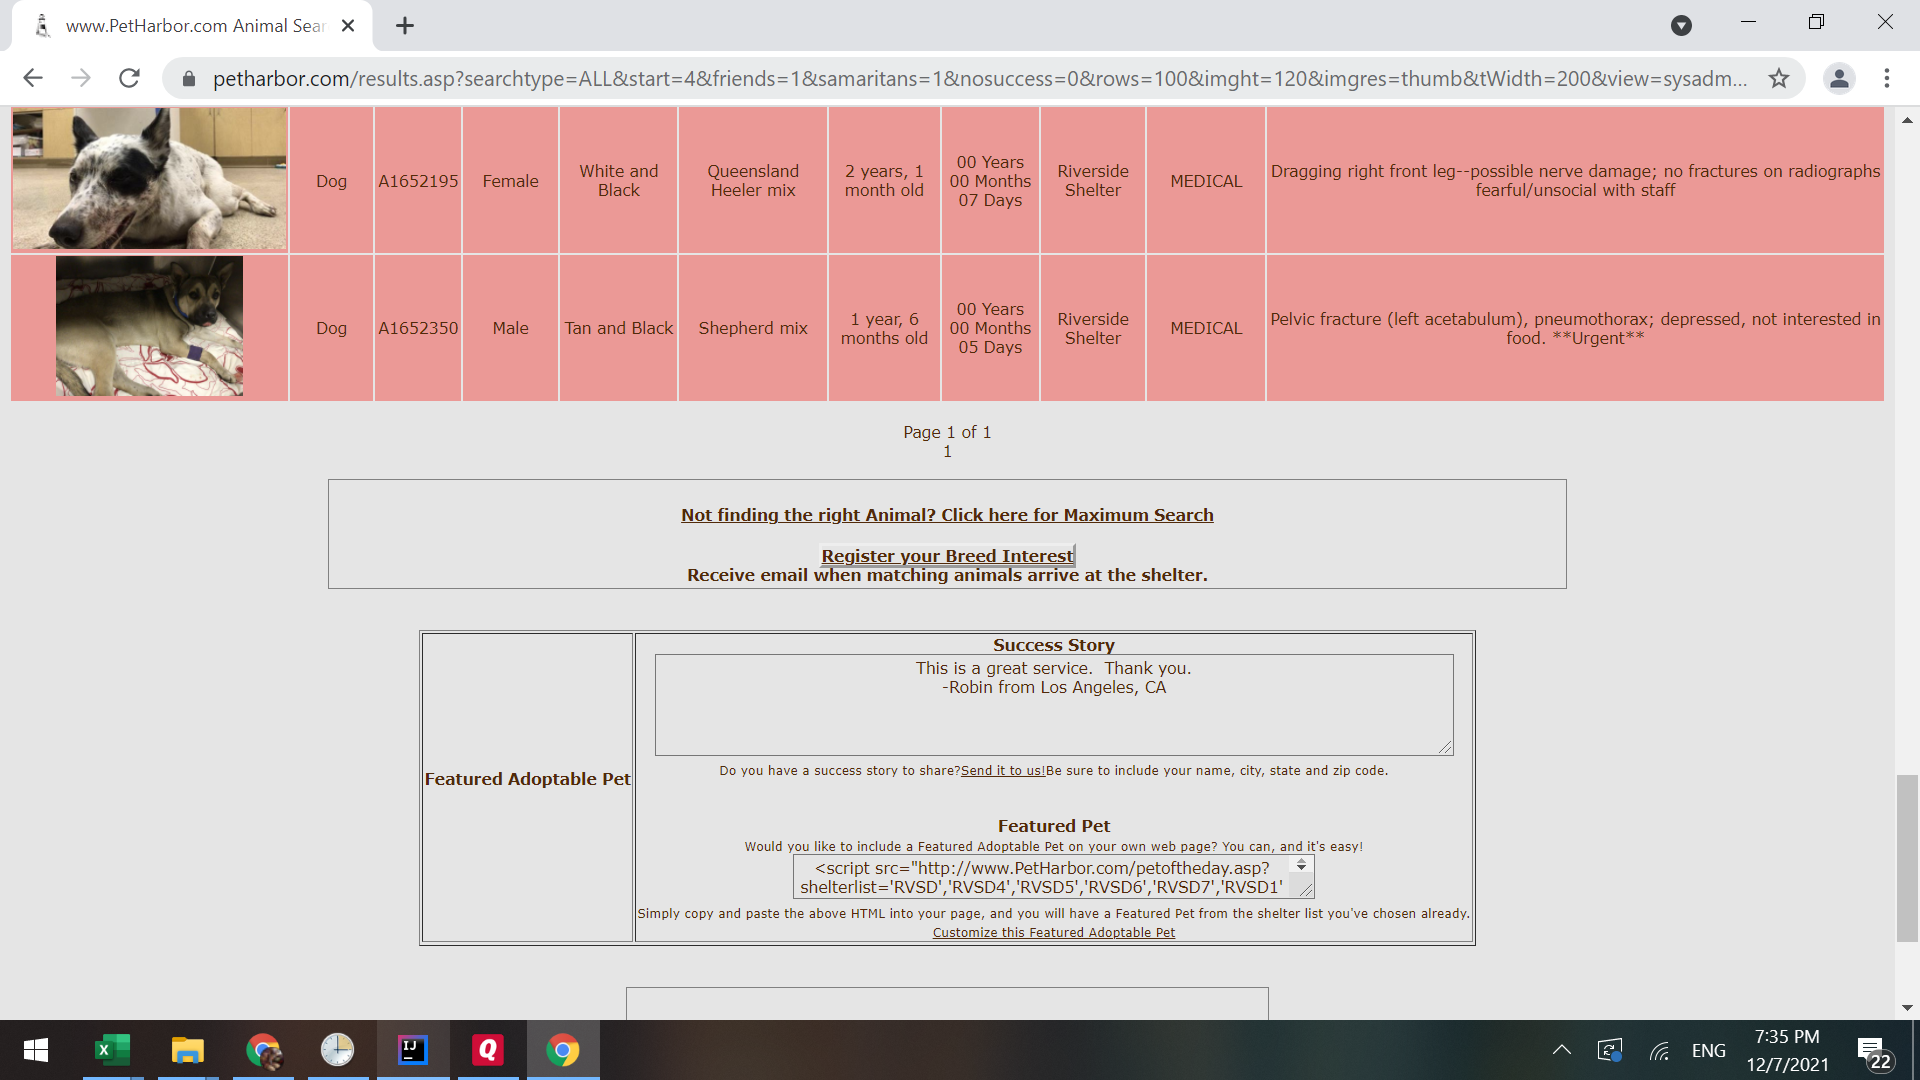 www.PetHarbor.com Animal Sear
petharbor.com/results.asp?searchtype=ALL&start=4&friends=1&samaritans=1&nosuccess=0&rows=100&imght=120&imgres=thumb&tWidth=200&view=sysadm...
Dog
A1652195
Female
White and
Black
Queensland
Heeler mix
2 years, 1
month old
00 Years
00 Months
07 Days
Riverside
Shelter
MEDICAL
Dragging right front leg--possible nerve damage; no fractures on radiographs
fearful/unsocial with staff
Dog
A1652350
Male
Tan and Black
Shepherd mix
1 year, 6
months old
00 Years
00 Months
05 Days
Riverside
Shelter
MEDICAL
Pelvic fracture (left acetabulum), pneumothorax; depressed, not interested in
food. **Urgent**
Page 1 of 1
1
Not finding the right Animal? Click here for Maximum Search
Register your Breed Interest
Receive email when matching animals arrive at the shelter.
Featured Adoptable Pet
Success Story
This is a great service.  Thank you.
-Robin from Los Angeles, CA
Do you have a success story to share?Send it to us!Be sure to include your name, city, state and zip code.
Featured Pet
Would you like to include a Featured Adoptable Pet on your own web page? You can, and it's easy!
<script src="http://www.PetHarbor.com/petoftheday.asp?
shelterlist='RVSD','RVSD4','RVSD5','RVSD6','RVSD7','RVSD1'
Simply copy and paste the above HTML into your page, and you will have a Featured Pet from the shelter list you've chosen already.
Customize this Featured Adoptable Pet
X
IJ
Q
ENG
7:35 PM
12/7/2021
22